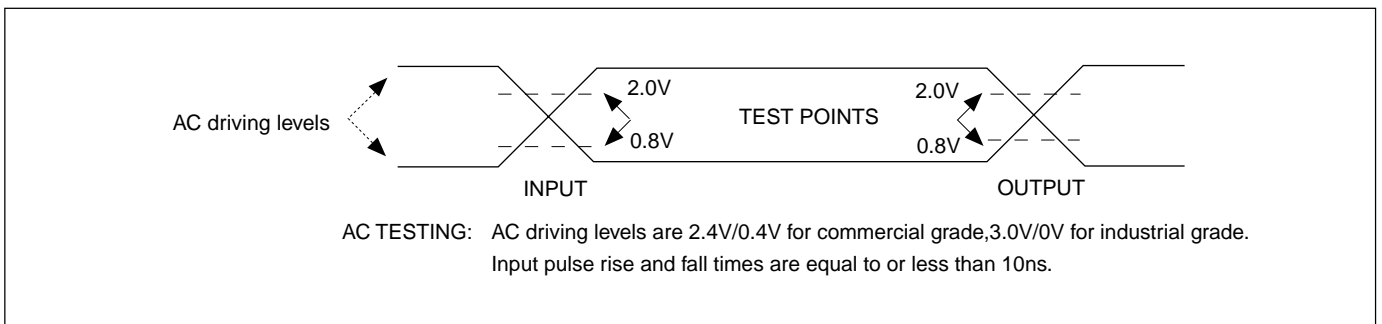 2.0V
2.0V
AC driving levels
TEST POINTS
0.8V
0.8V
INPUT
OUTPUT
AC TESTING: AC driving levels are 2.4V/0.4V for commercial grade,3.0V/0V for industrial grade.
Input pulse rise and fall times are equal to or less than 10ns.